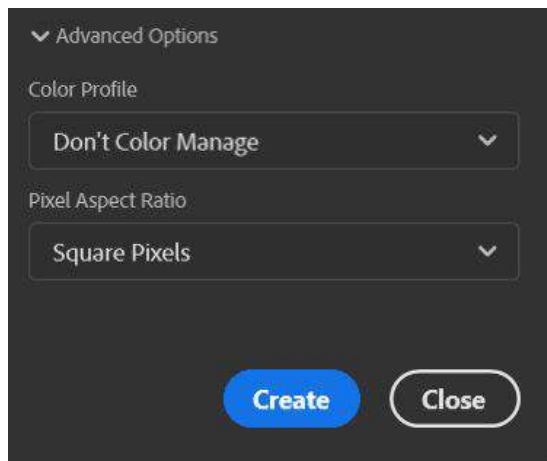 Advanced Options
Color Profile
Don't Color Manage
Pixel Aspect Ratio
Square Pixels
Create Close